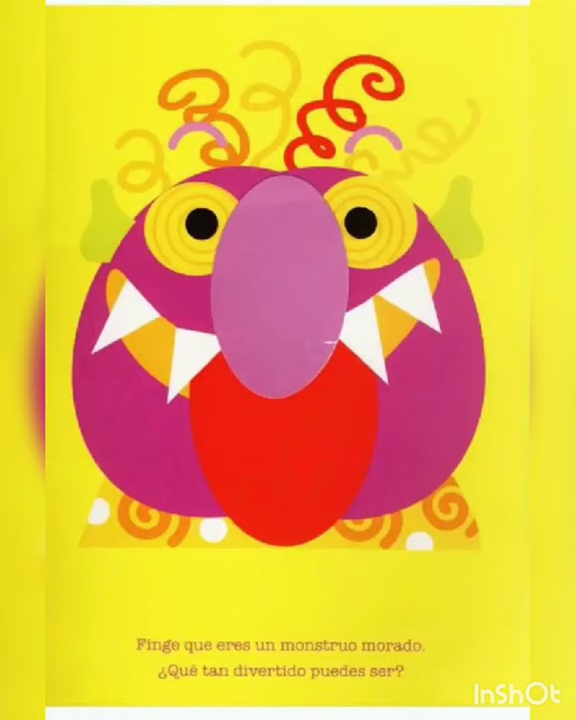 Finge que eres un monstruo morado.
¿Qué tan divertido puedes ser?
InShOt